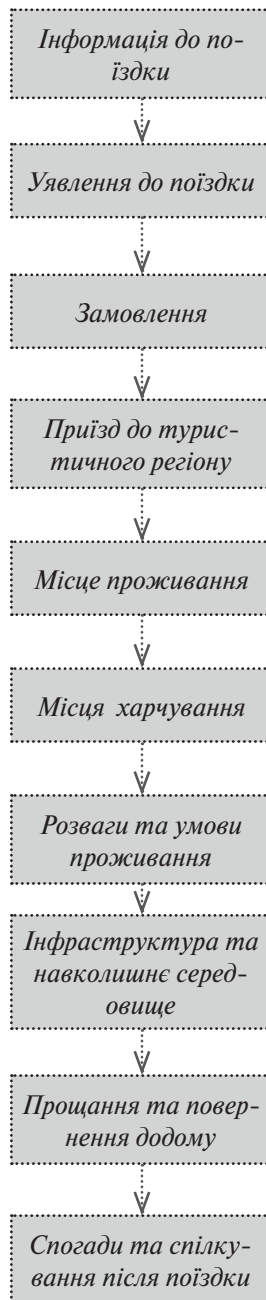 Інформація до по-
їздки
Уявлення до поїздки
Замовлення
Приїзд до турис-
тичного регіону
Місце проживання
Місця харчування
Розваги та умови
проживання
Інфраструктура та
навколишнє серед-
овище
Прощання та повер-
нення додому
Спогади та спілку-
вання після поїздки